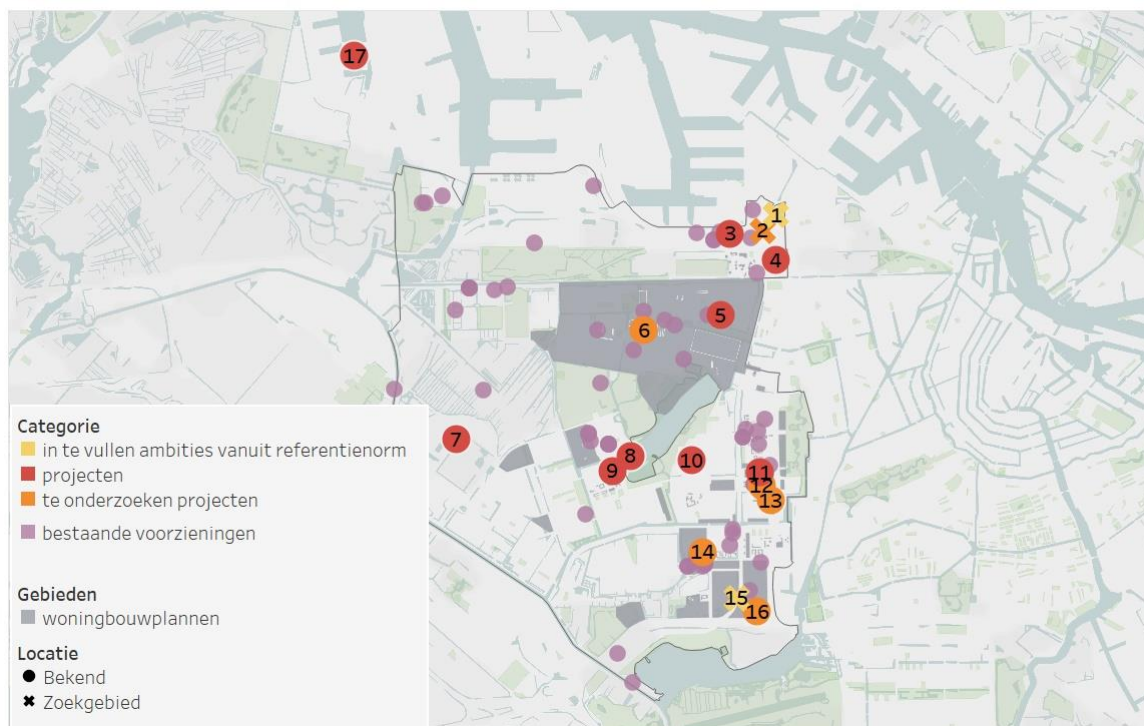 17
1
2
3
4
5
6
7
8
9
10
11
12
13
14
15
16
Categorie
in te vullen ambities vanuit referentienorm
projecten
te onderzoeken projecten
bestaande voorzieningen
Gebieden
woningbouwplannen
Locatie
Bekend
Zoekgebied